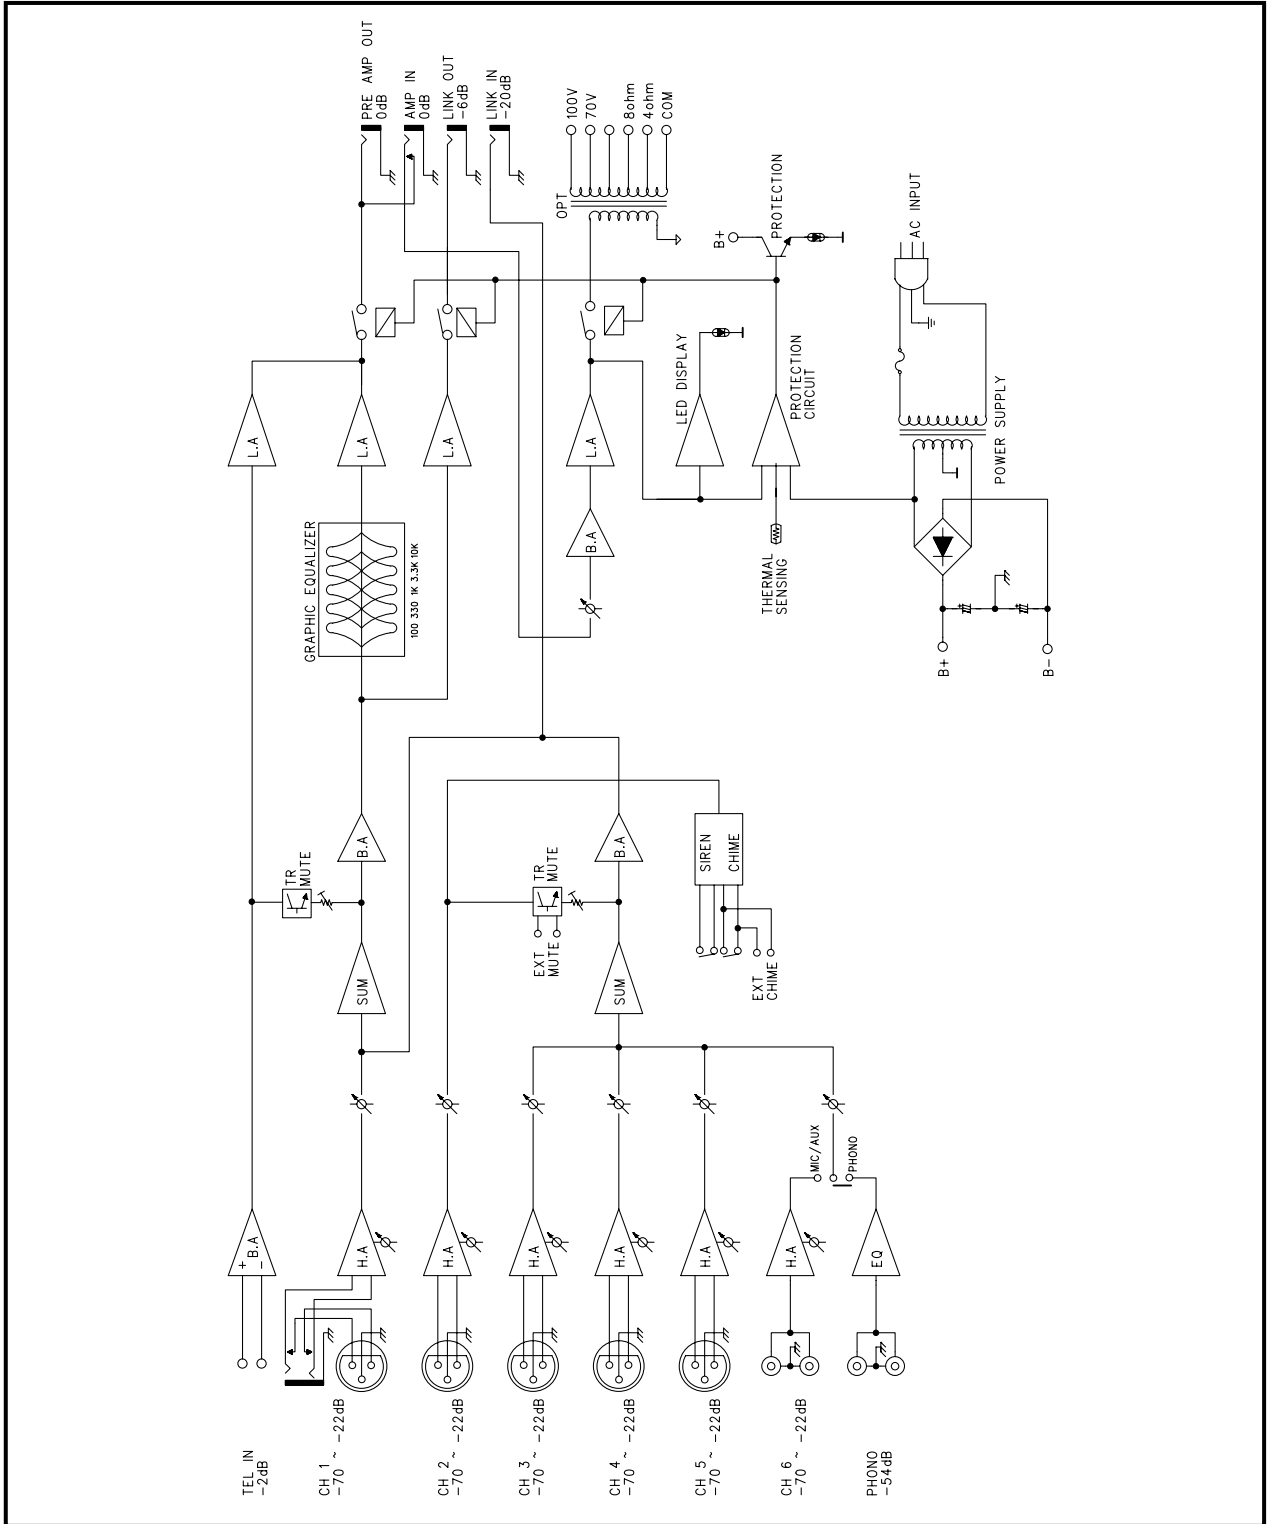 TEL IN
-2dB
CH 1
-70 ~ -22dB
CH 2
-70 ~ -22dB
CH 3
-70 ~ -22dB
CH 4
-70 ~ -22dB
CH 5
-70 ~ -22dB
CH 6
-70 ~ -22dB
PHONO
-54dB
+
-
B.A
H.A
H.A
H.A
H.A
H.A
H.A
EQ
MIC/AUX
PHONO
SUM
SUM
TR
MUTE
TR
MUTE
EXT
MUTE
EXT
CHIME
SIREN
CHIME
B.A
B.A
GRAPHIC EQUALIZER
100 330 1K 3.3K 10K
L.A
L.A
L.A
B.A
L.A
LED DISPLAY
THERMAL
SENSING
PROTECTION
CIRCUIT
B+
PROTECTION
OPT
100V
70V
8ohm
4ohm
COM
PRE AMP OUT
0dB
AMP IN
0dB
LINK OUT
-6dB
LINK IN
-20dB
AC INPUT
POWER SUPPLY
B+
B-